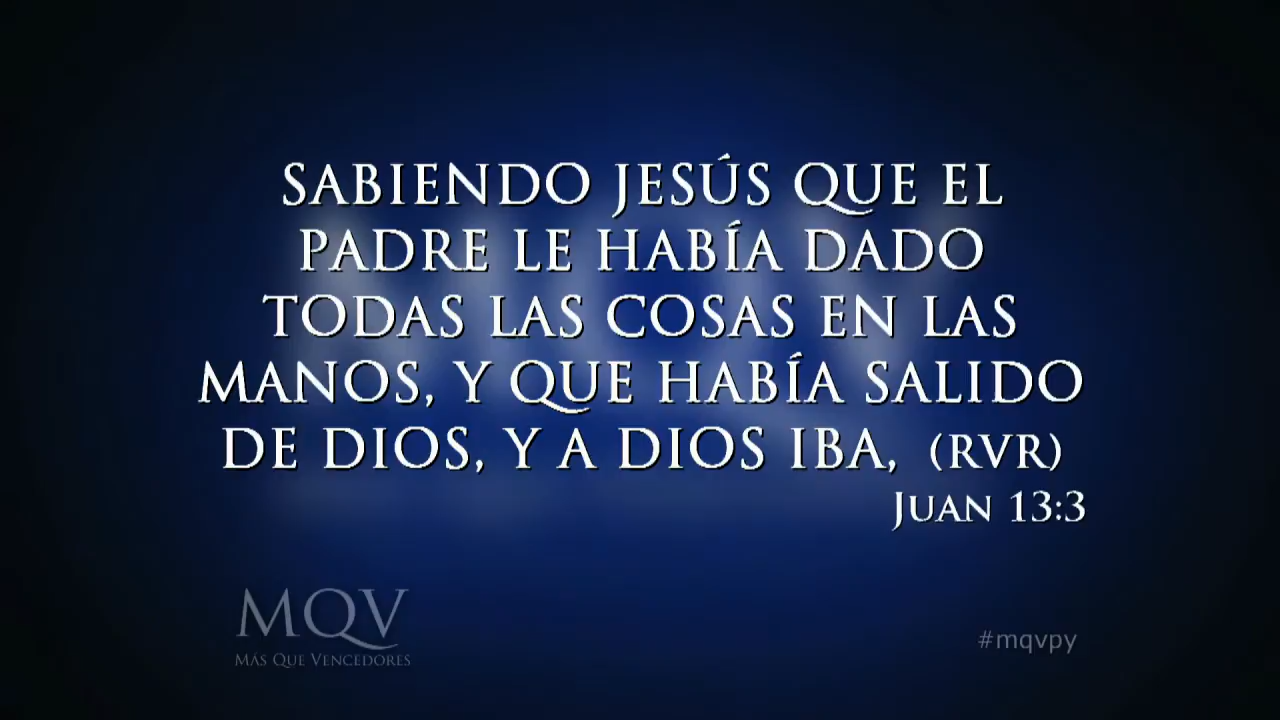 SABIENDO JESÚS QUE EL
PADRE LE HABÍA DADO
TODAS LAS COSAS EN LAS
MANOS, Y QUE HABÍA SALIDO
DE DIOS, Y A DIOS IBA, (RVR)
JUAN 13:3
MQV
MÁS QUE VENCEDORES
#mqvpy